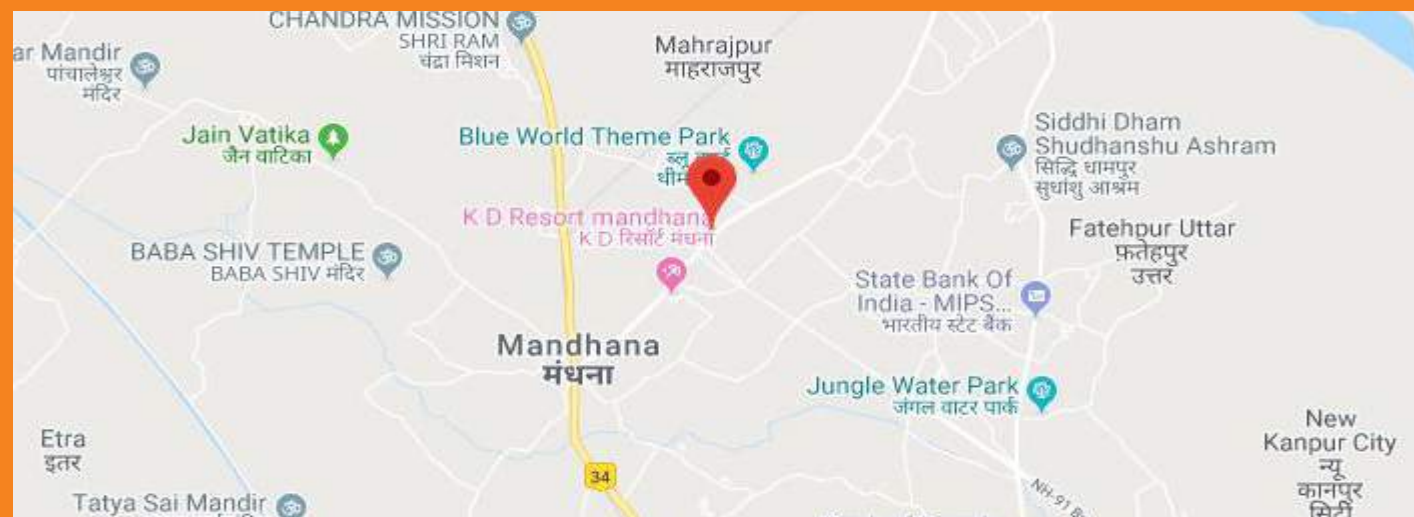 CHANDRA MISSION
SHRI RAM
चंद्रा मिशन
Mahrajpur
माहराजपुर
ar Mandir
पांचालेश्वर
मंदिर
Jain Vatika
जैन वाटिका
Blue World Theme Park
Siddhi Dham
Shudhanshu Ashram
सिद्धि धामपुर
सुधांशु आश्रम
K D Resort mandhana
K D रिसॉर्ट मंधना
Fatehpur Uttar
फ़तेहपुर
उत्तर
BABA SHIV TEMPLE
BABA SHIV मंदिर
State Bank Of
India - MIPS...
भारतीय स्टेट बैंक
Mandhana
मंधना
Jungle Water Park
जंगल वाटर पार्क
New
Kanpur City
न्यू
कानपुर
सिटी
Etra
इतर
34
Tatya Sai Mandir
NH-91